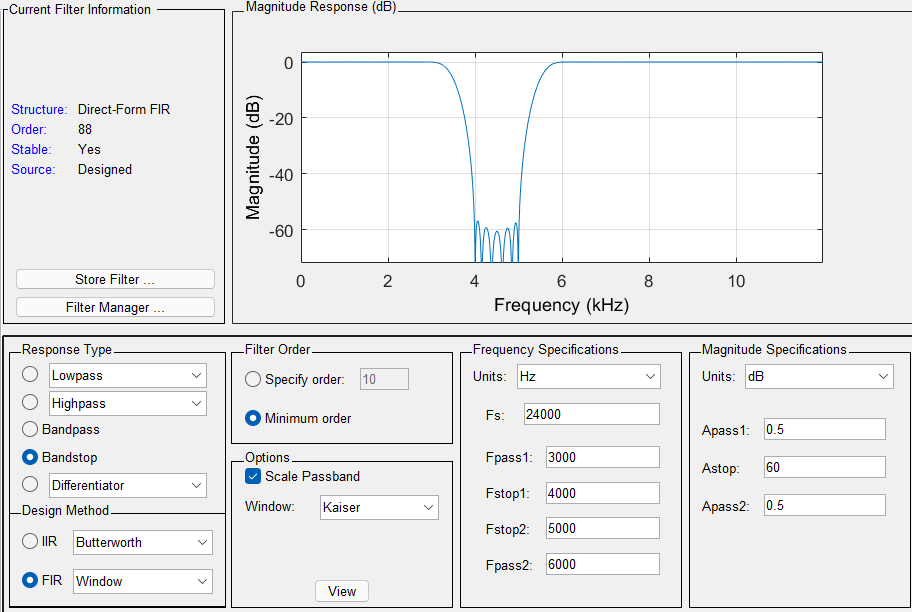 Current Filter Information
Structure: Direct-Form FIR
Order: 88
Stable: Yes
Source: Designed
Store Filter ...
Filter Manager ...
Magnitude Response (dB)
Magnitude (dB)
0
-20
-40
-60
0 2 4 6 8 10
Frequency (kHz)
Response Type
Lowpass
Highpass
Bandpass
Bandstop
Differentiator
Design Method
IIR Butterworth
FIR Window
Filter Order
Specify order: 10
Minimum order
Options
Scale Passband
Window: Kaiser
View
Frequency Specifications
Units: Hz
Fs: 24000
Fpass1: 3000
Fstop1: 4000
Fstop2: 5000
Fpass2: 6000
Magnitude Specifications
Units: dB
Apass1: 0.5
Astop: 60
Apass2: 0.5